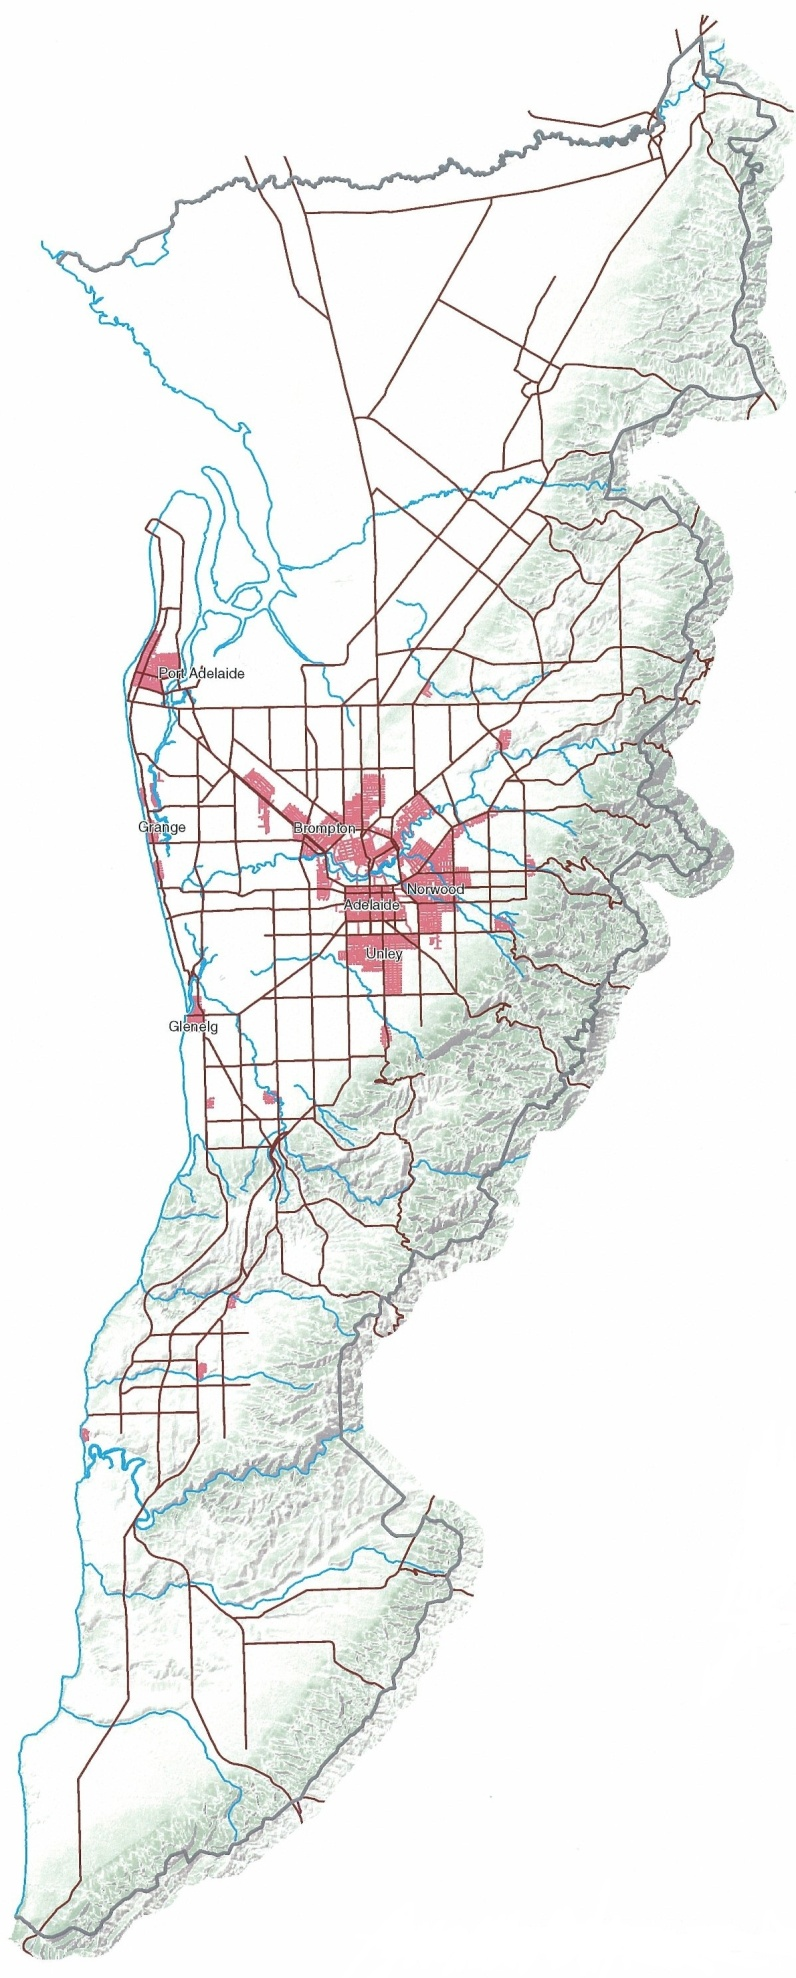 Port Adelaide
Grange
Brompton
Norwood
Adelaide
Unley
Glenelg